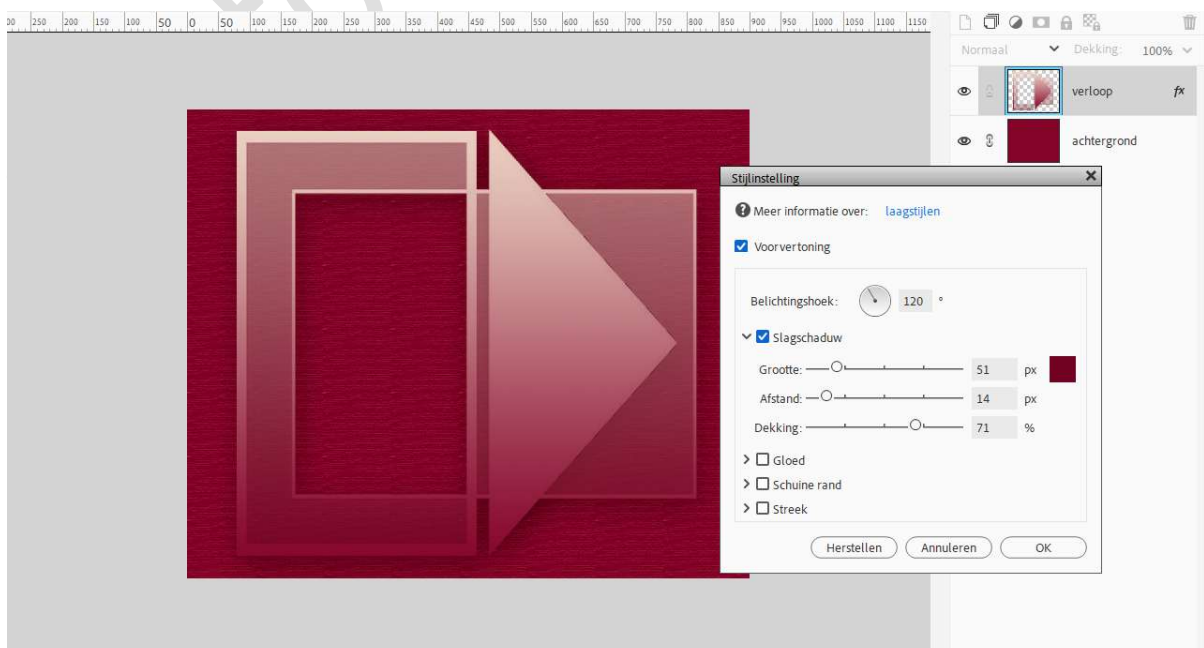 00 250 200 150 100 50 0 50 100 150 200 250 300 350 400 450 500 550 600 650 700 750 800 850 900 950 1000 1050 1100 1150
Normaal Dekking: 100%
verloop fx
achtergrond
Stijlinstelling
Meer informatie over: laagstijlen
Voorvertoning
Belichtingshoek: 120 °
Slagschaduw
Grootte: 51 px
Afstand: 14 px
Dekking: 71 %
Gloed
Schuine rand
Streek
Herstellen Annuleren OK